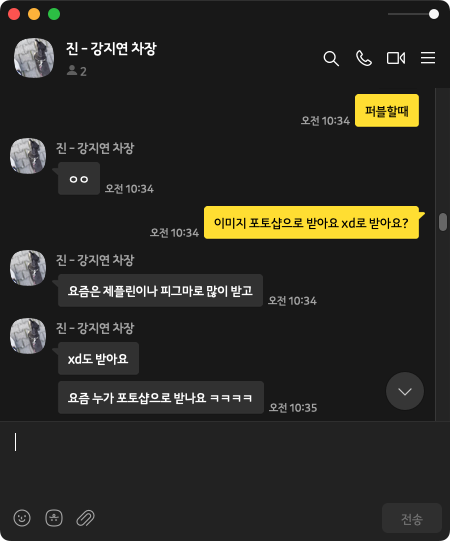 진 - 강지연 차장
2
퍼블할때
오전 10:34
진 - 강지연 차장
ㅇㅇ
오전 10:34
이미지 포토샵으로 받아요 xd로 받아요?
오전 10:34
진 - 강지연 차장
요즘은 제플린이나 피그마로 많이 받고
오전 10:34
진 - 강지연 차장
xd도 받아요
요즘 누가 포토샵으로 받나요 ㅋㅋㅋㅋ
오전 10:35
전송